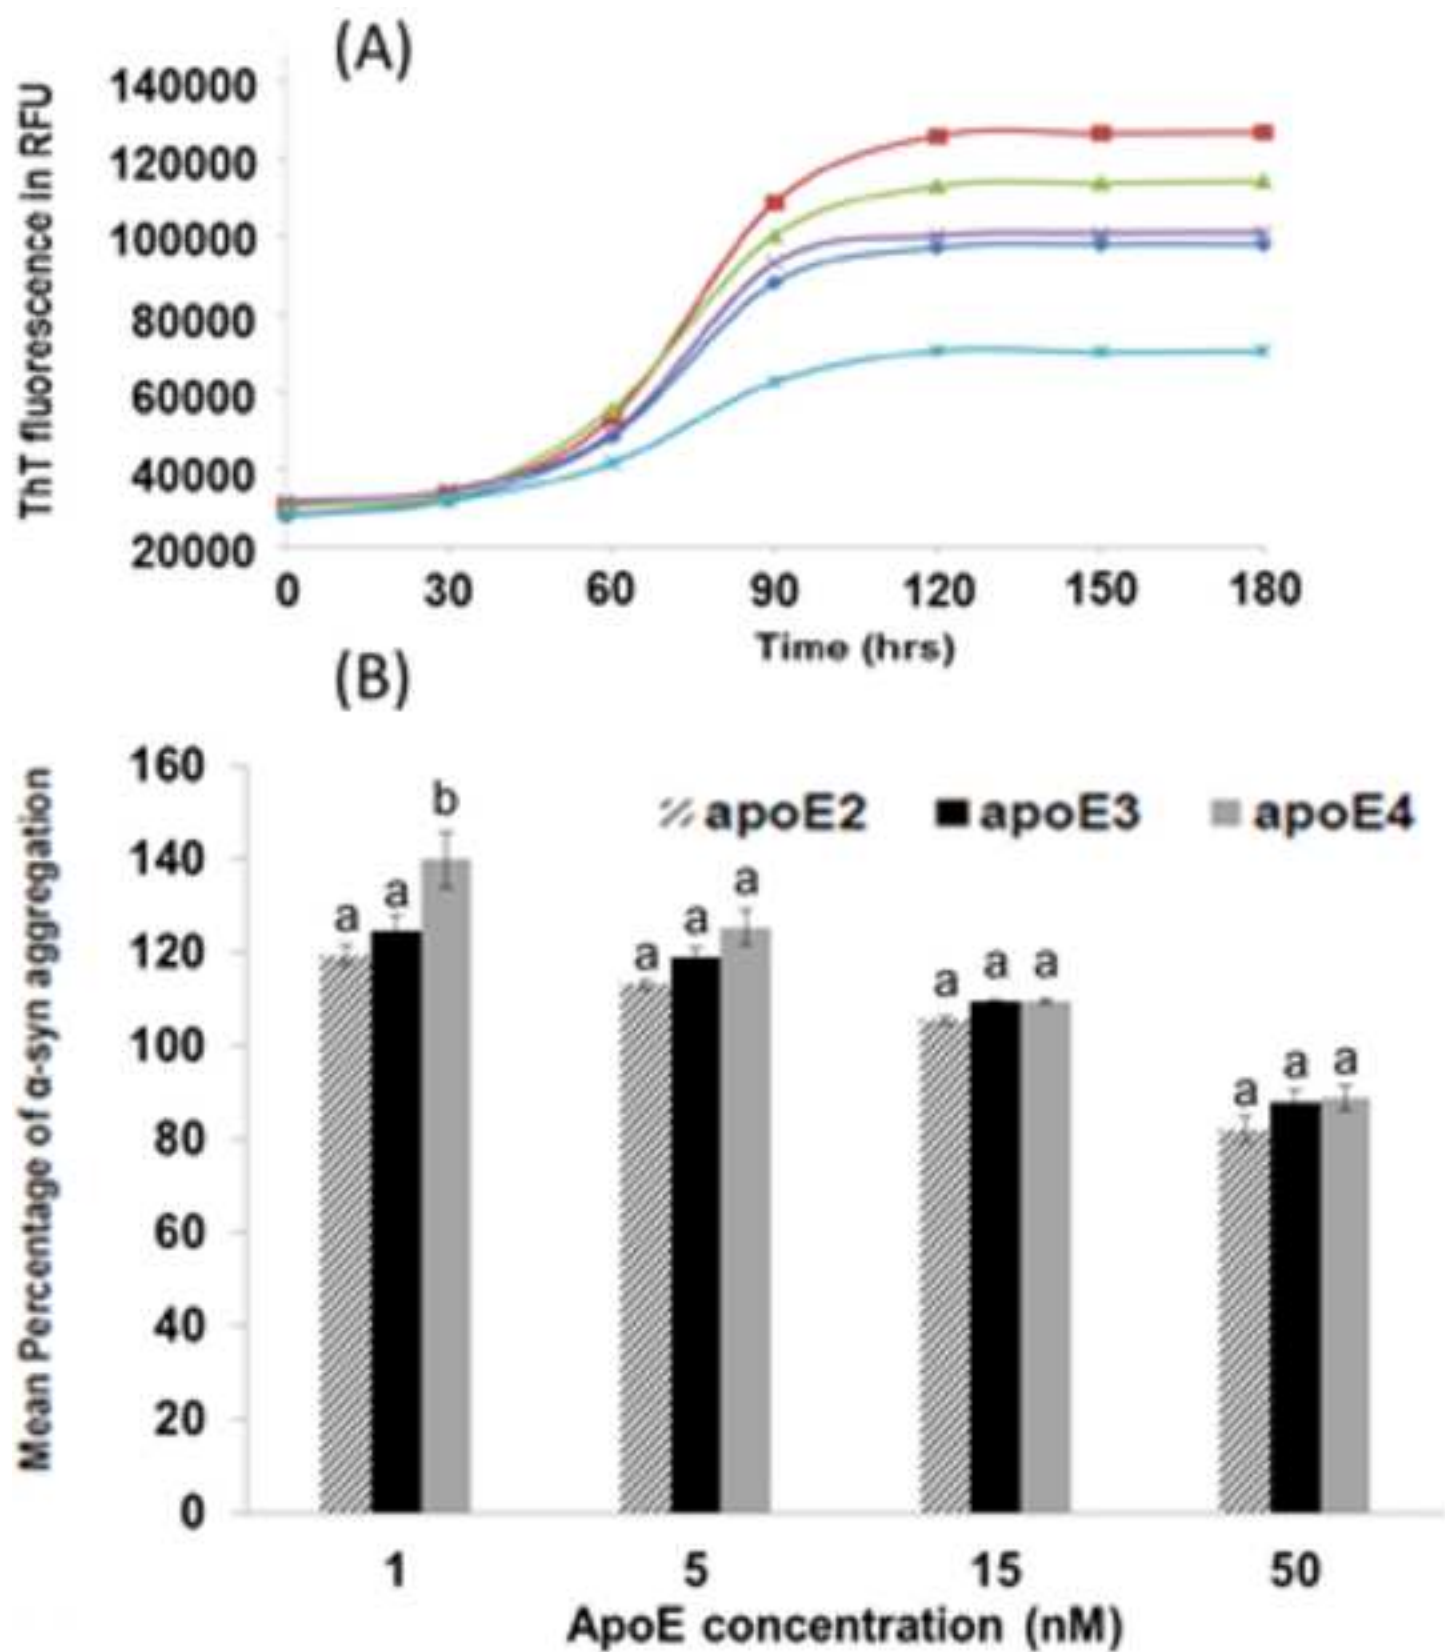 (A)
ThT fluorescence in RFU
140000
120000
100000
80000
60000
40000
20000
0 30 60 90 120 150 180
Time (hrs)
(B)
Mean Percentage of α-syn aggregation
160
140
120
100
80
60
40
20
0
apoE2 apoE3 apoE4
a a b
a a a
a a a
a a a
1 5 15 50
ApoE concentration (nM)